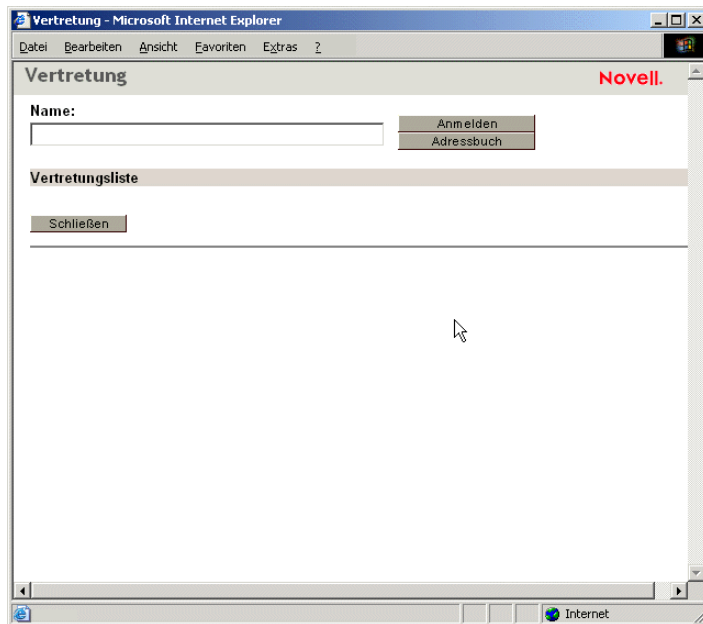 Vertretung - Microsoft Internet Explorer
Datei Bearbeiten Ansicht Favoriten Extras ?
Vertretung
Novell.
Name:
Anmelden
Adressbuch
Vertretungsliste
Schließen
Internet